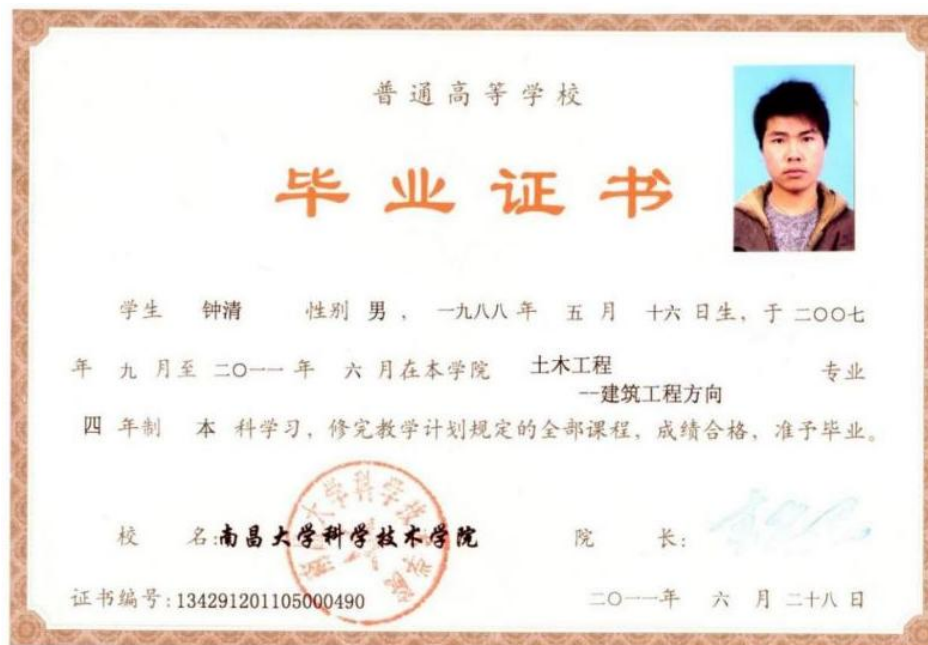 普通高等学校
毕业证书
学生 钟清 性别 男， 一九八八年 五月 十六日生，于二〇〇七
年 九月至二〇一一年 六月在本学院 土木工程 专业
--建筑工程方向
四年制 本科学习，修完教学计划规定的全部课程，成绩合格，准予毕业。
校 名:南昌大学科学技术学院 院 长:
证书编号:134291201105000490 二〇一一年 六月二十八日